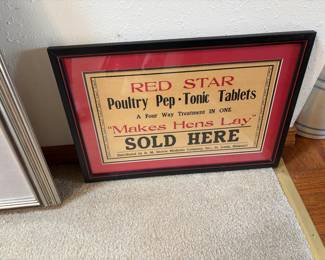 RED STAR
Poultry Pep-Tonic Tablets
A Four Way Treatment IN ONE
"Makes Hens Lay"
SOLD HERE